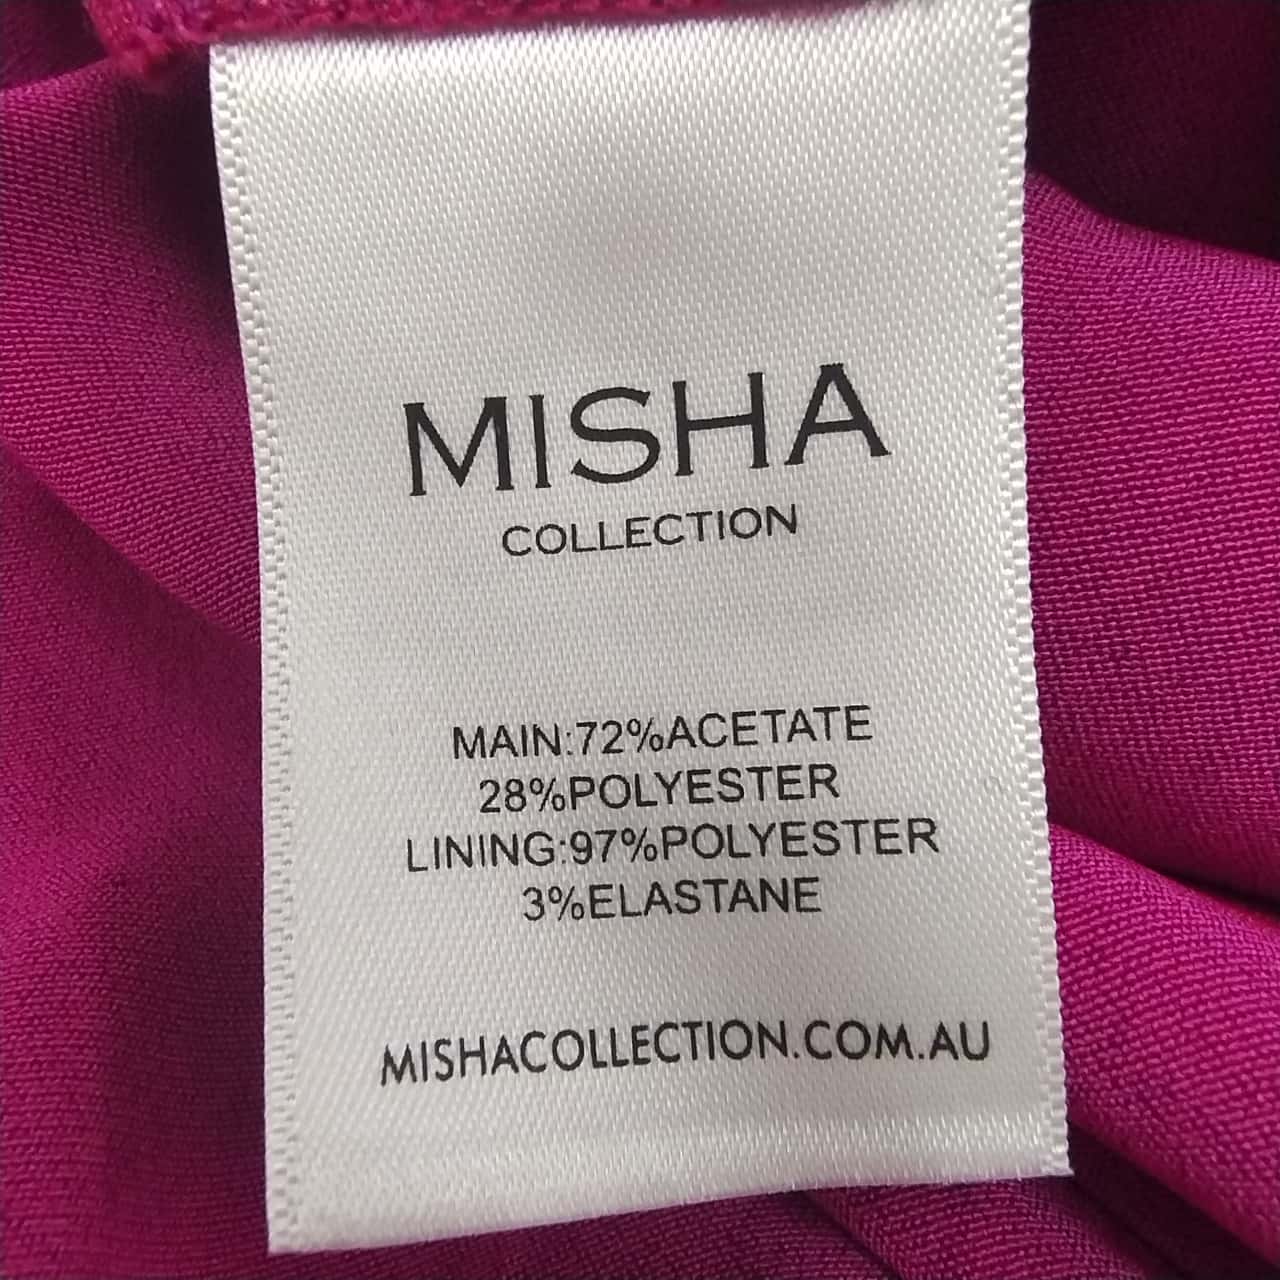 MISHA
COLLECTION
MAIN:72%ACETATE
28%POLYESTER
LINING:97%POLYESTER
3%ELASTANE
MISHACOLLECTION.COM.AU